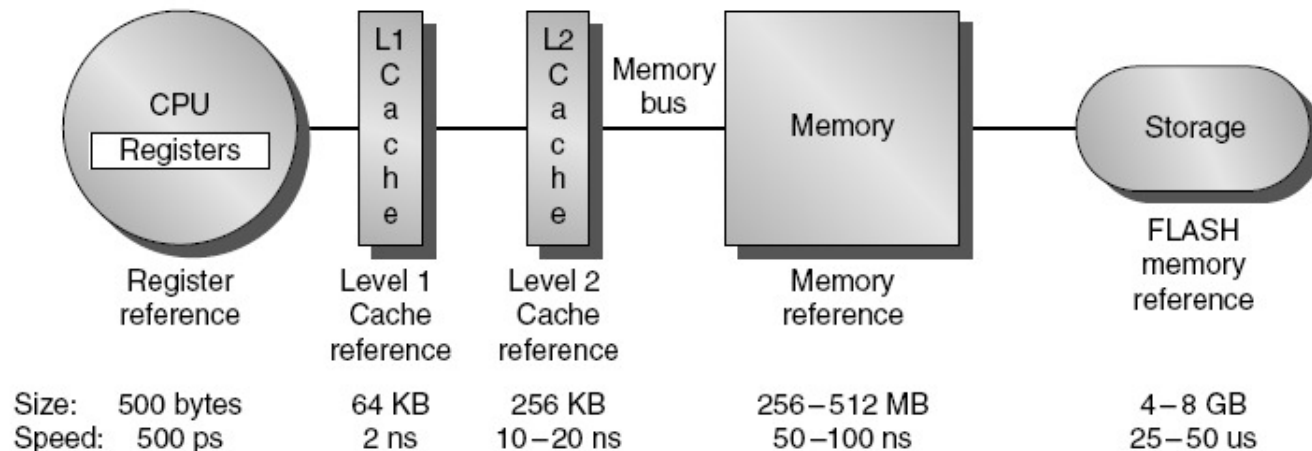 CPU
Registers
L1
C
a
c
h
e
L2
C
a
c
h
e
Memory
bus
Memory
Storage
Register
reference
Level 1
Cache
reference
Level 2
Cache
reference
Memory
reference
FLASH
memory
reference
Size: 500 bytes 64 KB 256 KB 256–512 MB 4–8 GB
Speed: 500 ps 2 ns 10–20 ns 50–100 ns 25–50 us